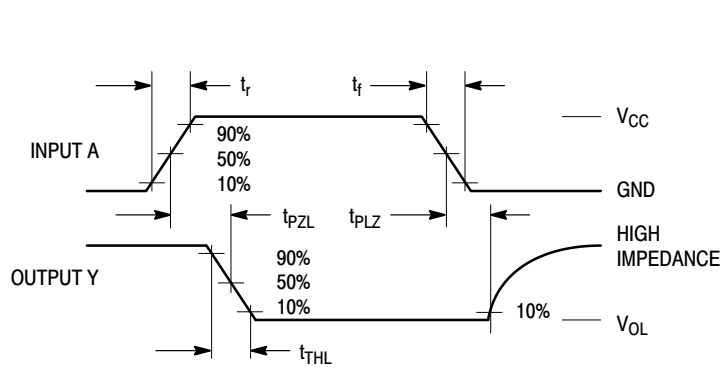 tr
tf
VCC
INPUT A
90%
50%
10%
GND
tPZL
tPLZ
HIGH
IMPEDANCE
OUTPUT Y
90%
50%
10%
10%
VOL
tTHL